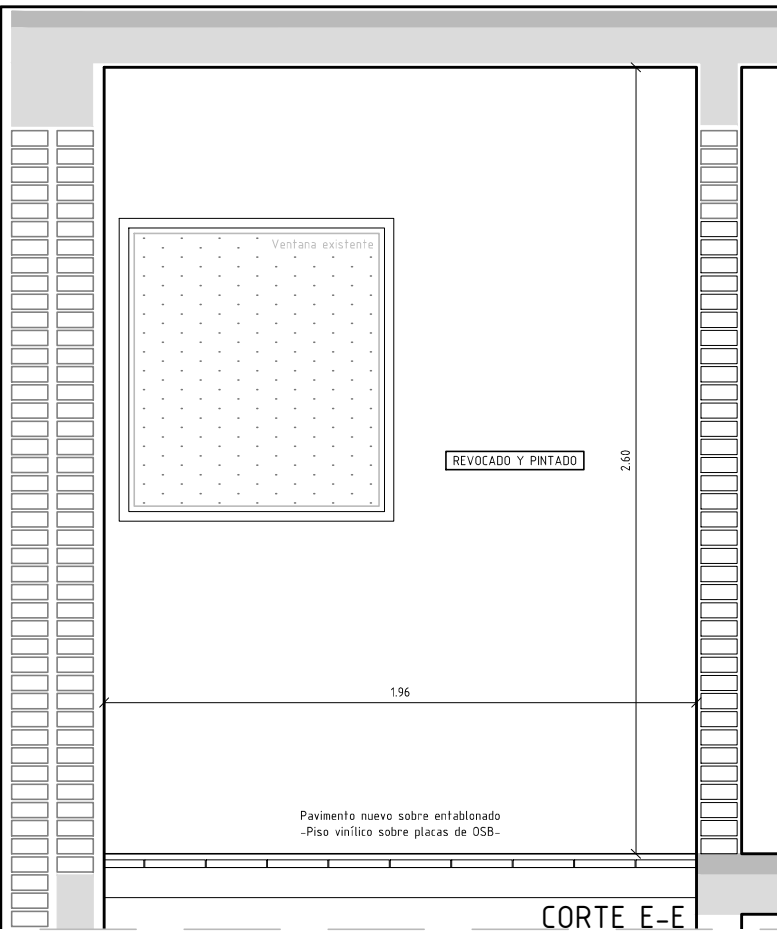 Ventana existente
REVOCADO Y PINTADO
2.60
1.96
Pavimento nuevo sobre entablonado
-Piso vinílico sobre placas de OSB-
CORTE E-E